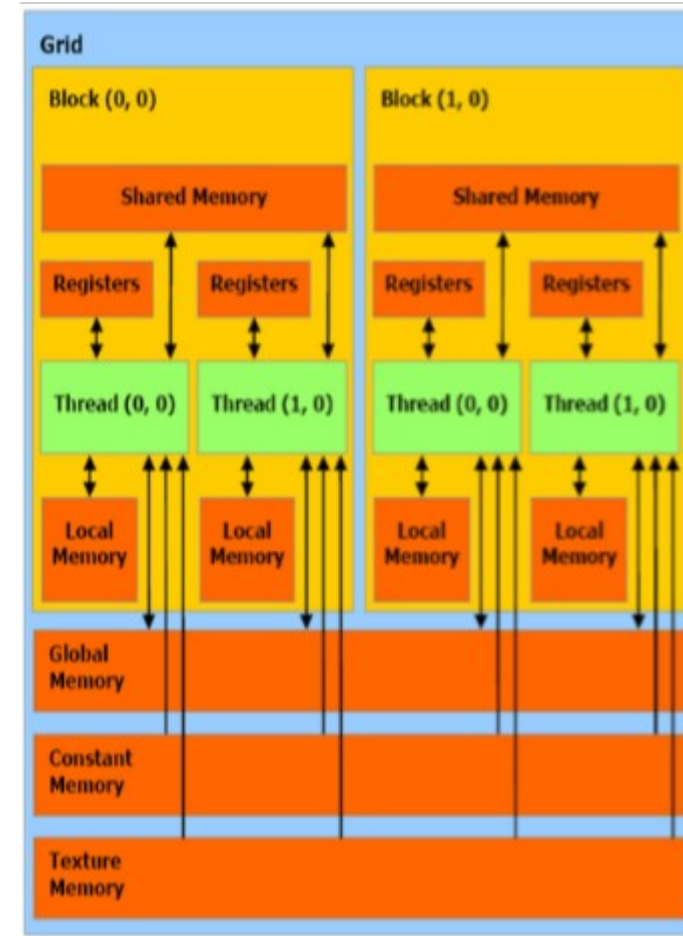 Grid
Block (0, 0)
Block (1, 0)
Shared Memory
Shared Memory
Registers
Registers
Registers
Registers
Thread (0, 0)
Thread (1, 0)
Thread (0, 0)
Thread (1, 0)
Local
Memory
Local
Memory
Local
Memory
Local
Memory
Global
Memory
Constant
Memory
Texture
Memory